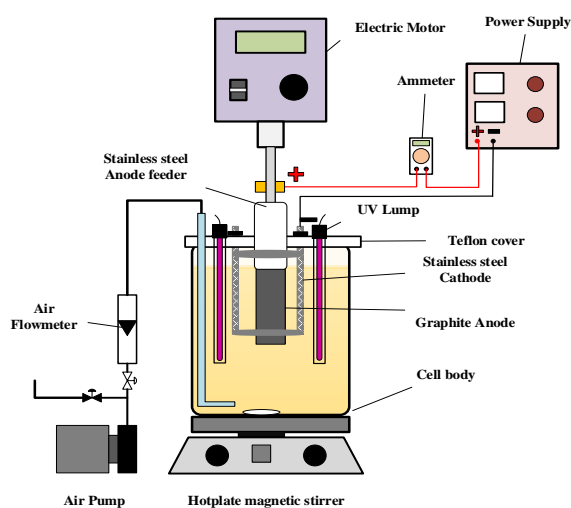 Electric Motor
Power Supply
Ammeter
Stainless steel
Anode feeder
UV Lump
Teflon cover
Stainless steel
Cathode
Air
Flowmeter
Graphite Anode
Cell body
Air Pump
Hotplate magnetic stirrer